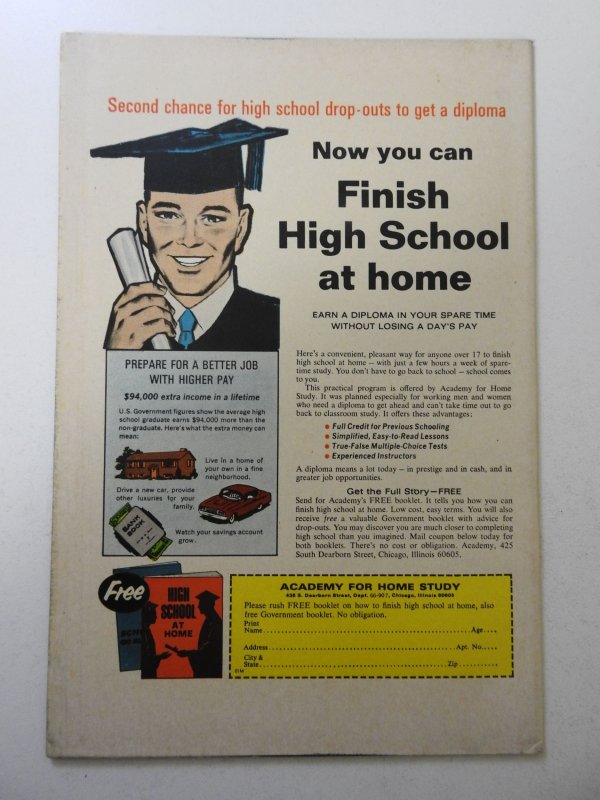 Second chance for high school drop-outs to get a diploma
Now you can
Finish
High School
at home
EARN A DIPLOMA IN YOUR SPARE TIME
WITHOUT LOSING A DAY'S PAY
PREPARE FOR A BETTER JOB
WITH HIGHER PAY
$94,000 extra income in a lifetime
U.S. Government figures show the average high
school graduate earns $94,000 more than the
non-graduate. Here's what the extra money can
mean:
Live in a home of
your own in a fine
neighborhood.
Drive a new car, provide
other luxuries for your
family.
BANK
BOOK
Watch your savings account
grow.
Here's a convenient, pleasant way for anyone over 17 to finish
high school at home – with just a few hours a week of spare-
time study. You don't have to go back to school – school comes
to you.
This practical program is offered by Academy for Home
Study. It was planned especially for working men and women
who need a diploma to get ahead and can't take time out to go
back to classroom study. It offers these advantages:
• Full Credit for Previous Schooling
• Simplified, Easy-to-Read Lessons
• True-False Multiple-Choice Tests
• Experienced Instructors
A diploma means a lot today – in prestige and in cash, and in
greater job opportunities.
Get the Full Story—FREE
Send for Academy's FREE booklet. It tells you how you can
finish high school at home. Low cost, easy terms. You will also
receive free a valuable Government booklet with advice for
drop-outs. You may discover you are much closer to completing
high school than you imagined. Mail coupon below today for
both booklets. There's no cost or obligation. Academy, 425
South Dearborn Street, Chicago, Illinois 60605.
Free
HIGH
SCHOOL
AT
HOME
ACADEMY FOR HOME STUDY
425 S. Dearborn Street, Dept. 66-907, Chicago, Illinois 60605
Please rush FREE booklet on how to finish high school at home, also
free Government booklet. No obligation.
Print
Name Age
Address Apt. No.
City &
State Zip